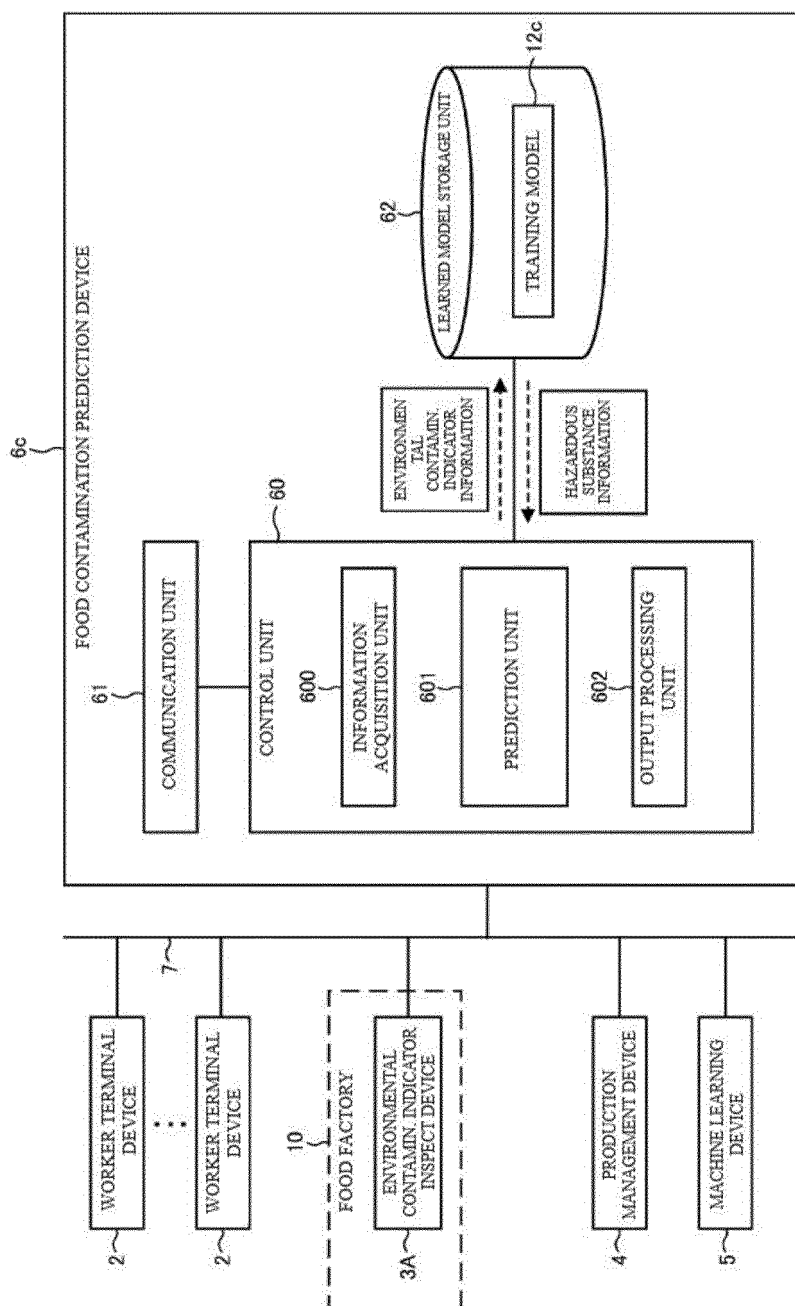 FOOD CONTAMINATION PREDICTION DEVICE
6c
61
COMMUNICATION UNIT
60
CONTROL UNIT
600
INFORMATION
ACQUISITION UNIT
601
PREDICTION UNIT
602
OUTPUT PROCESSING
UNIT
ENVIRONMEN
TAL
CONTAMIN.
INDICATOR
INFORMATION
HAZARDOUS
SUBSTANCE
INFORMATION
62
LEARNED MODEL STORAGE UNIT
TRAINING MODEL
12c
7
WORKER TERMINAL
DEVICE
2
WORKER TERMINAL
DEVICE
2
10
FOOD FACTORY
ENVIRONMENTAL
CONTAMIN. INDICATOR
INSPECT DEVICE
3A
PRODUCTION
MANAGEMENT DEVICE
4
MACHINE LEARNING
DEVICE
5